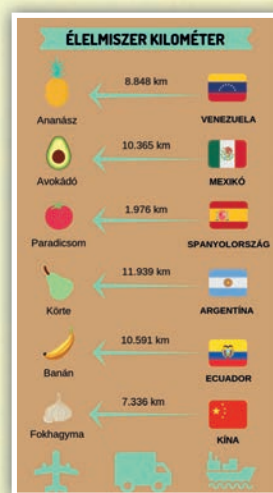 ÉLELMISZER KILOMÉTER
8.848 km
Ananász
VENEZUELA
10.365 km
Avokádó
MEXIKÓ
1.976 km
Paradicsom
SPANYOLORSZÁG
11.939 km
Körte
ARGENTÍNA
10.591 km
Banán
ECUADOR
7.336 km
Fokhagyma
KÍNA